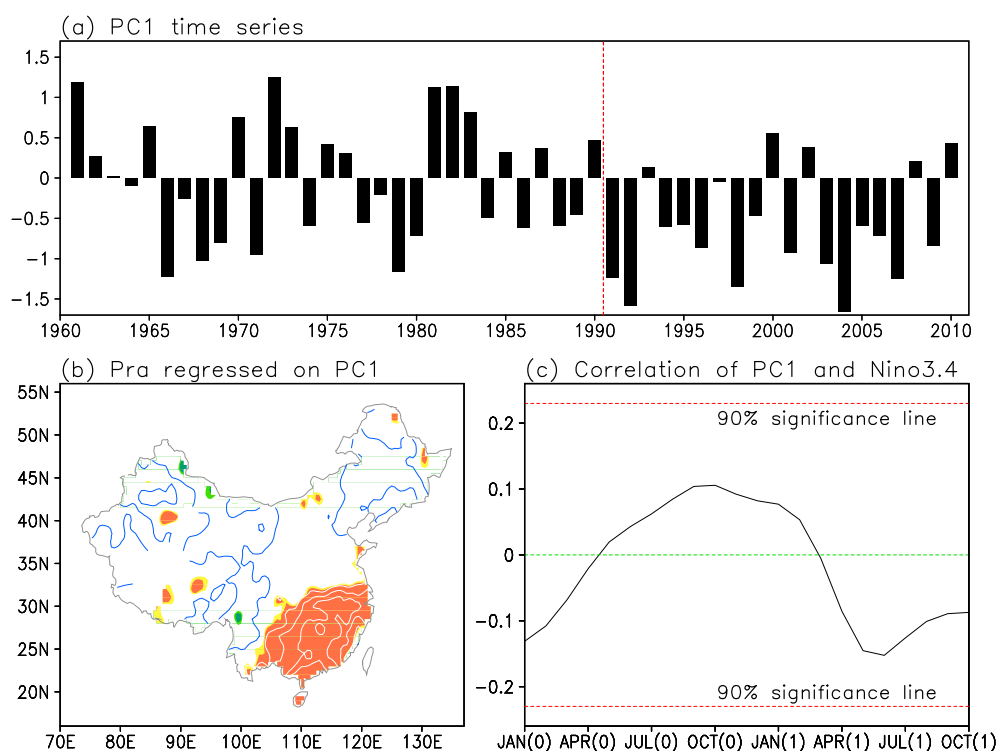 (a) PC1 time series
1.5
1
0.5
0
−0.5
−1
−1.5
1960 1965 1970 1975 1980 1985 1990 1995 2000 2005 2010
(b) Pra regressed on PC1
55N
50N
45N
40N
35N
30N
25N
20N
70E 80E 90E 100E 110E 120E 130E
(c) Correlation of PC1 and Nino3.4
90% significance line
0.2
0.1
0
−0.1
−0.2
90% significance line
JAN(0) APR(0) JUL(0) OCT(0) JAN(1) APR(1) JUL(1) OCT(1)